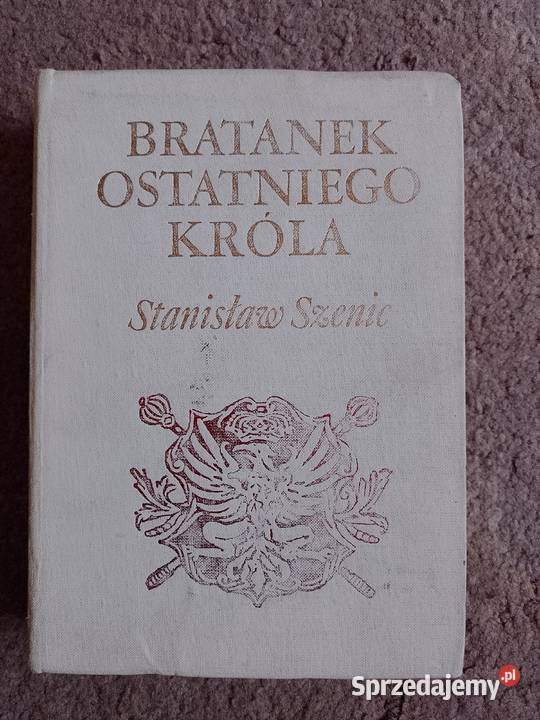 BRATANEK
OSTATNIEGO
KRÓLA
Stanisław Szenic
Sprzedajemy.pl